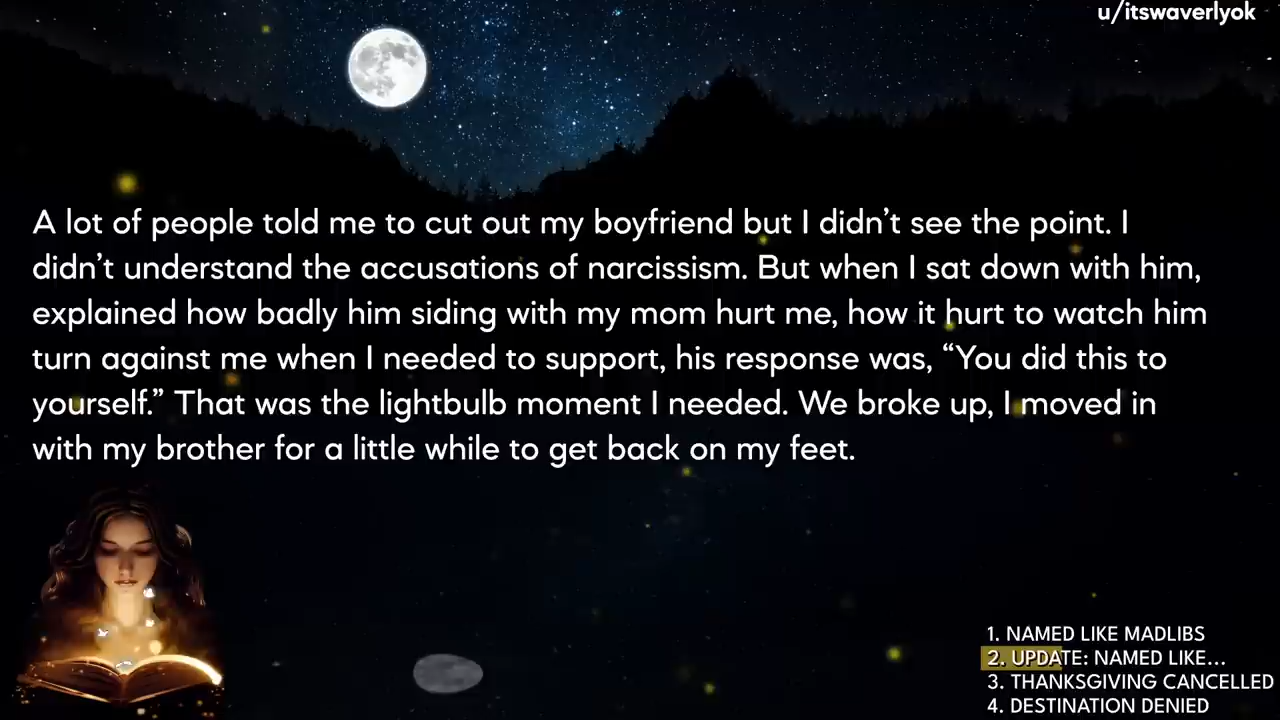 u/itswaverlyok
A lot of people told me to cut out my boyfriend but I didn’t see the point. I
didn’t understand the accusations of narcissism. But when I sat down with him,
explained how badly him siding with my mom hurt me, how it hurt to watch him
turn against me when I needed to support, his response was, “You did this to
yourself.” That was the lightbulb moment I needed. We broke up, I moved in
with my brother for a little while to get back on my feet.
1. NAMED LIKE MADLIBS
2. UPDATE: NAMED LIKE...
3. THANKSGIVING CANCELLED
4. DESTINATION DENIED